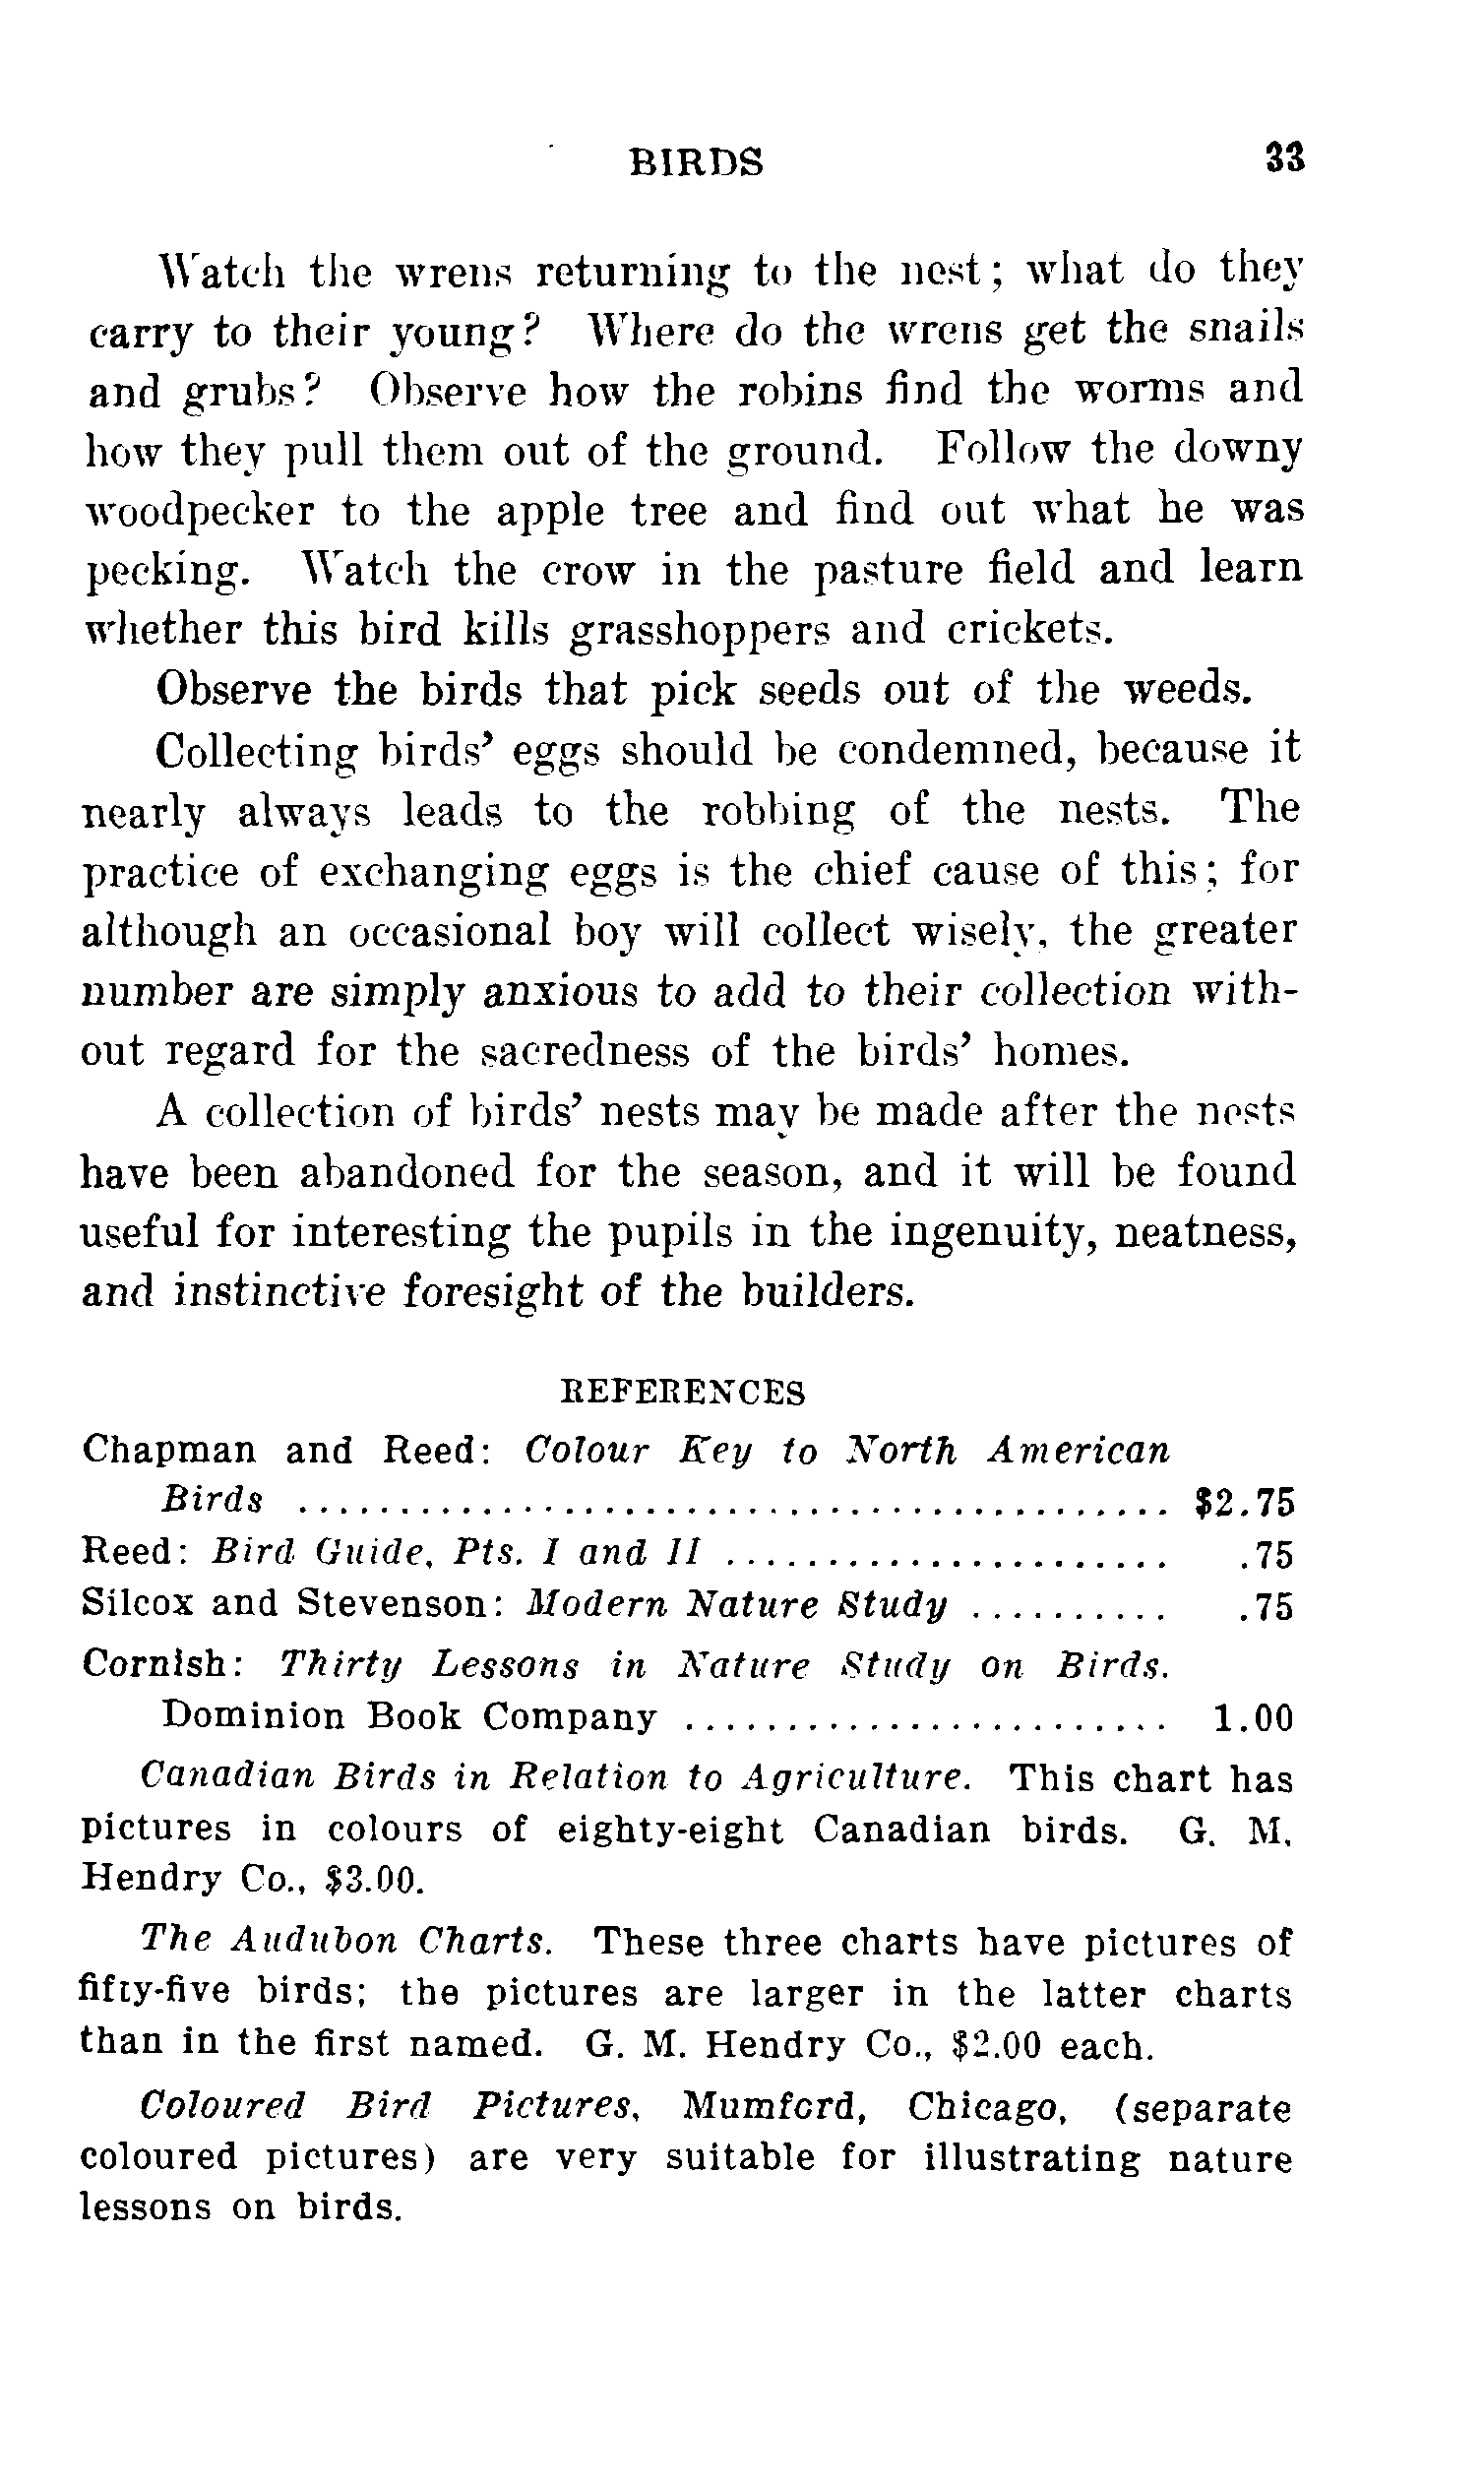 BIRDS 33
Watch the wrens returning to the nest; what do they
carry to their young? Where do the wrens get the snails
and grubs? Observe how the robins find the worms and
how they pull them out of the ground. Follow the downy
woodpecker to the apple tree and find out what he was
pecking. Watch the crow in the pasture field and learn
whether this bird kills grasshoppers and crickets.
Observe the birds that pick seeds out of the weeds.
Collecting birds' eggs should be condemned, because it
nearly always leads to the robbing of the nests. The
practice of exchanging eggs is the chief cause of this; for
although an occasional boy will collect wisely, the greater
number are simply anxious to add to their collection with-
out regard for the sacredness of the birds' homes.
A collection of birds' nests may be made after the nests
have been abandoned for the season, and it will be found
useful for interesting the pupils in the ingenuity, neatness,
and instinctive foresight of the builders.
REFERENCES
Chapman and Reed: Colour Key to North American
Birds ........................................... $2.75
Reed: Bird Guide, Pts. I and II ...................... .75
Silcox and Stevenson: Modern Nature Study .......... .75
Cornish: Thirty Lessons in Nature Study on Birds.
Dominion Book Company ........................ 1.00
Canadian Birds in Relation to Agriculture. This chart has
pictures in colours of eighty-eight Canadian birds. G. M.
Hendry Co., $3.00.
The Audubon Charts. These three charts have pictures of
fifty-five birds; the pictures are larger in the latter charts
than in the first named. G. M. Hendry Co., $2.00 each.
Coloured Bird Pictures, Mumford, Chicago, (separate
coloured pictures) are very suitable for illustrating nature
lessons on birds.